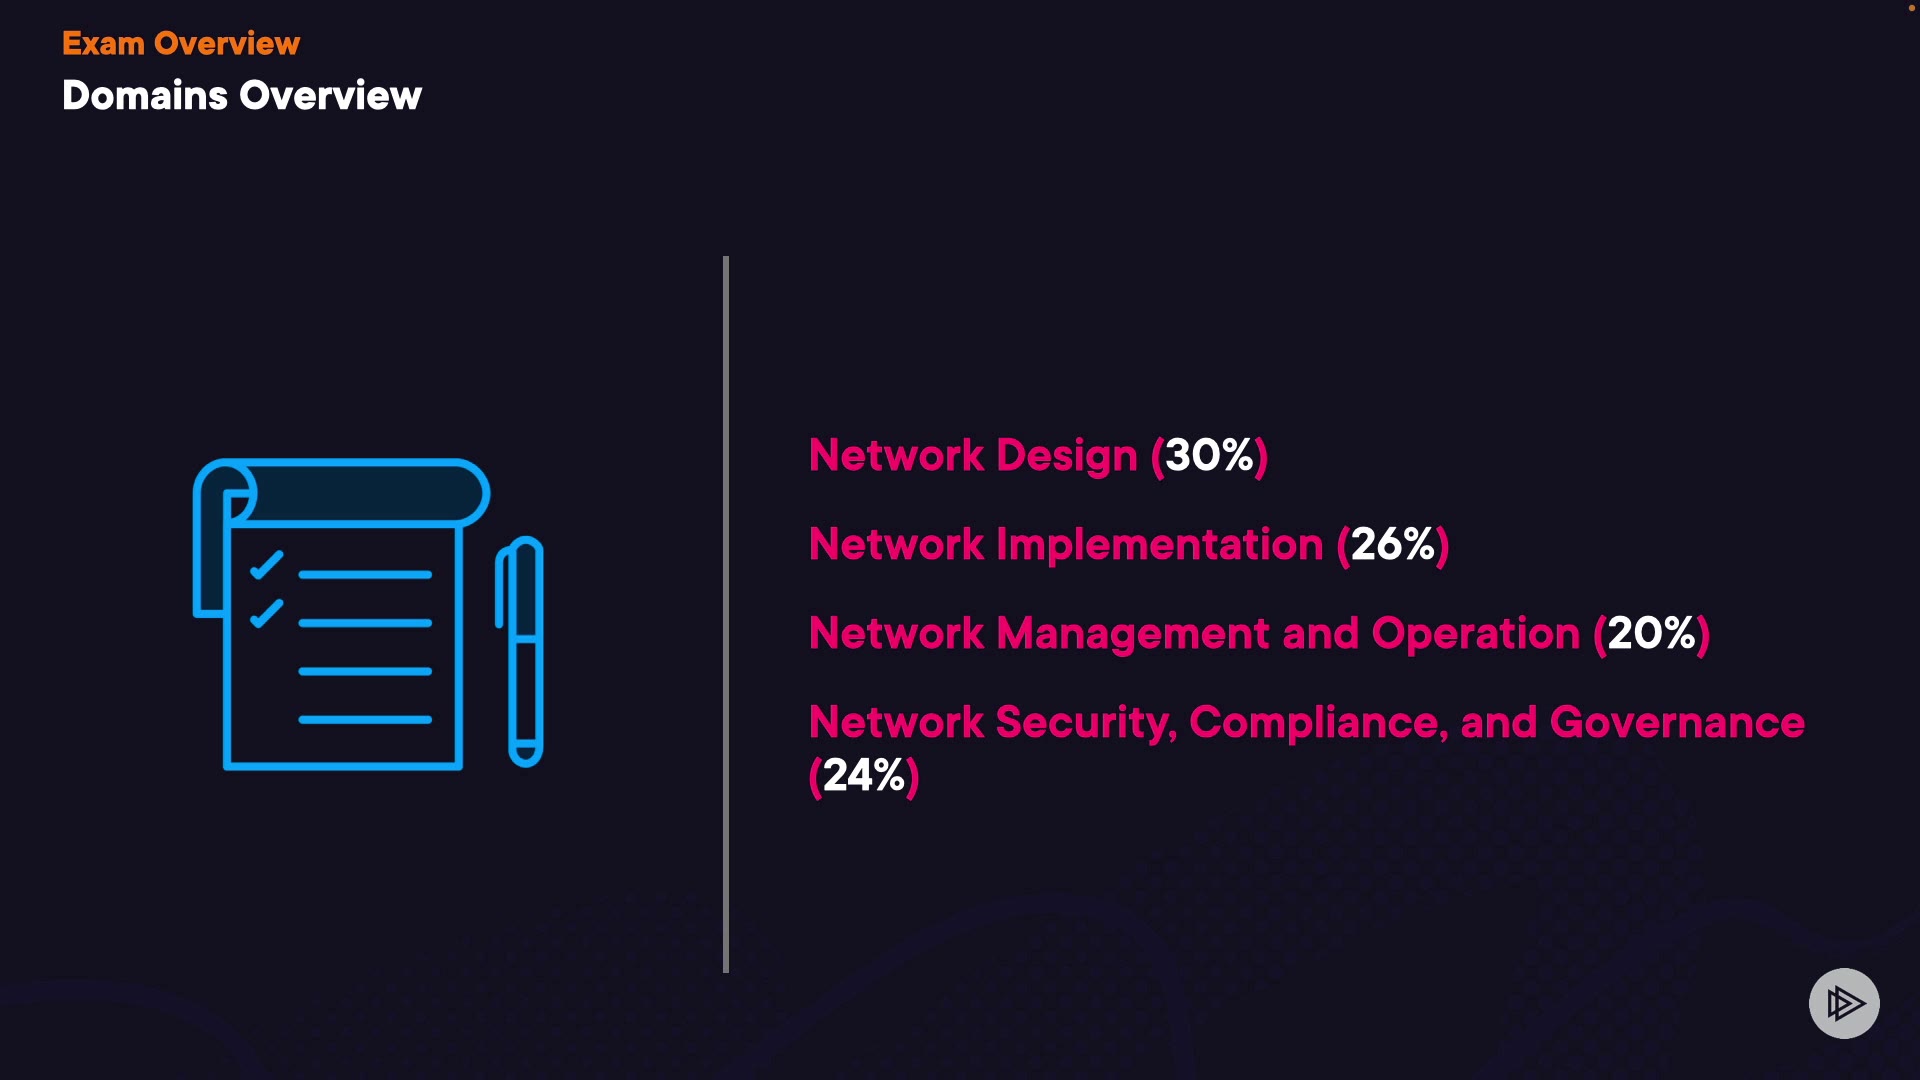 Exam Overview
Domains Overview
Network Design (30%)
Network Implementation (26%)
Network Management and Operation (20%)
Network Security, Compliance, and Governance
(24%)